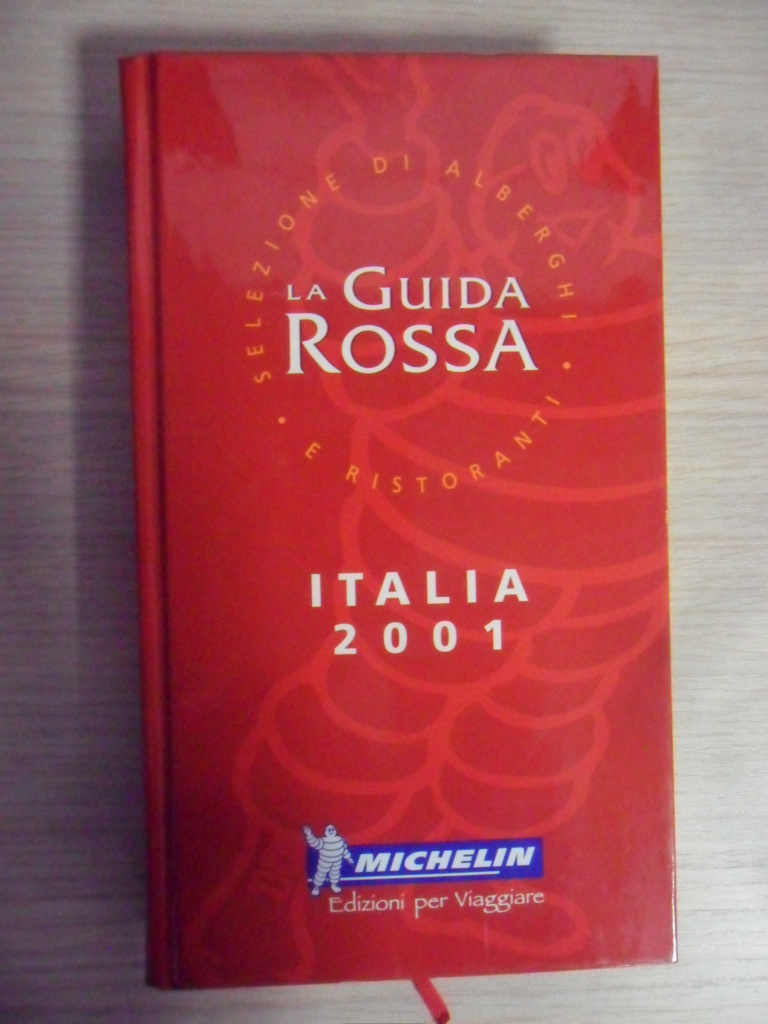 SELEZIONE DI ALBERGHI
LA GUIDA
ROSSA
• E RISTORANTI •
ITALIA
2001
MICHELIN
Edizioni per Viaggiare